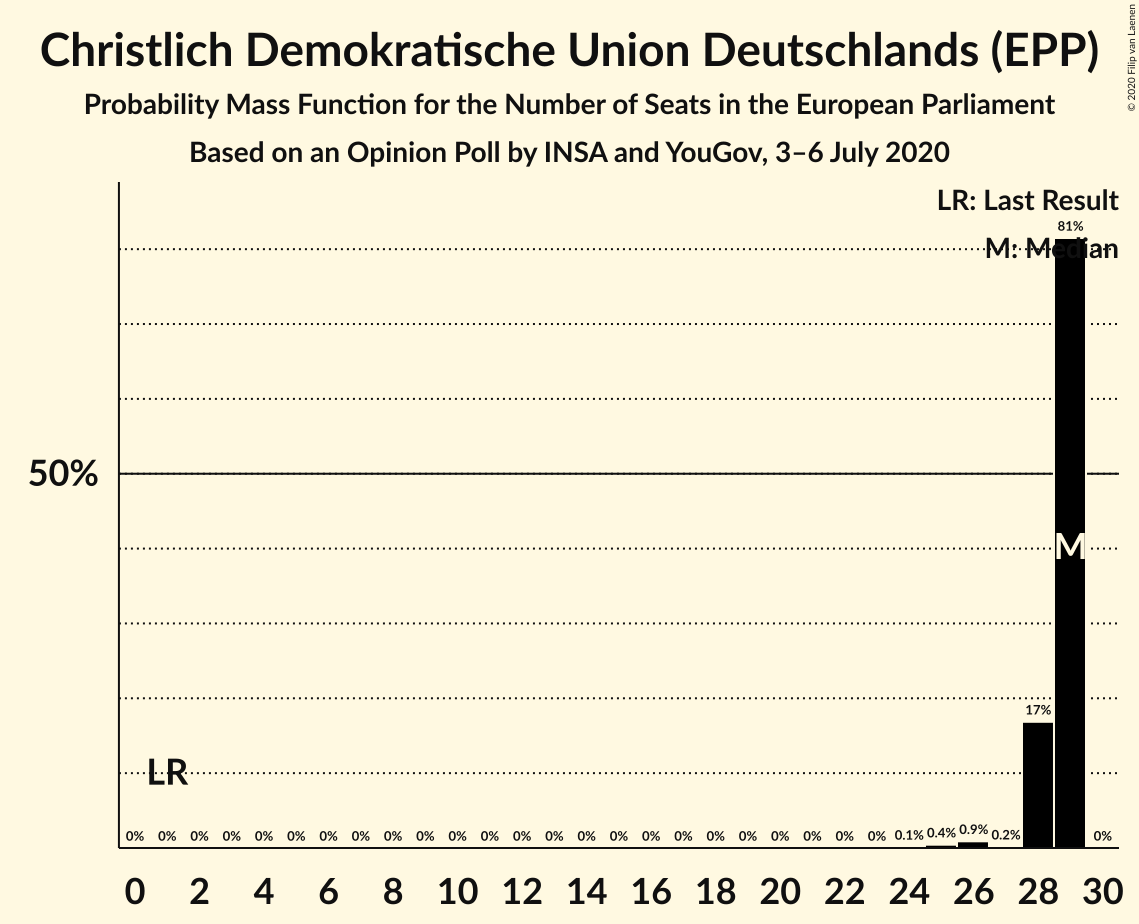 Christlich Demokratische Union Deutschlands (EPP)
Probability Mass Function for the Number of Seats in the European Parliament
Based on an Opinion Poll by INSA and YouGov, 3–6 July 2020
© 2020 Filip van Laenen
LR: Last Result
81%
M: Median
50%
M
17%
LR
0% 0% 0% 0% 0% 0% 0% 0% 0% 0% 0% 0% 0% 0% 0% 0% 0% 0% 0% 0% 0% 0% 0% 0% 0.1% 0.4% 0.9% 0.2% 0%
0 2 4 6 8 10 12 14 16 18 20 22 24 26 28 30